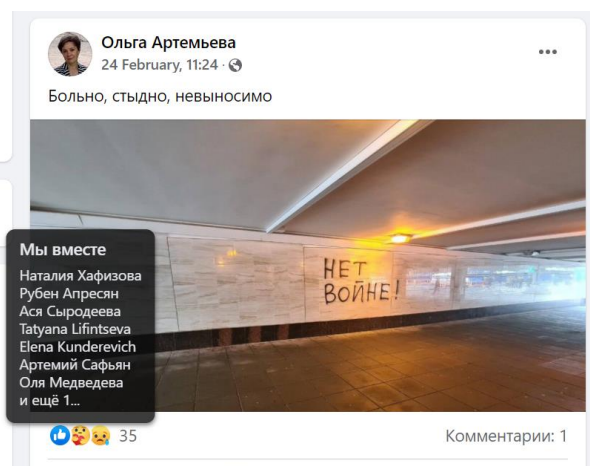 Ольга Артемьева
24 February, 11:24
Больно, стыдно, невыносимо
НЕТ
ВОЙНЕ!
Мы вместе
Наталия Хафизова
Рубен Апресян
Ася Сыродеева
Tatyana Lifintseva
Elena Kunderevich
Артемий Сафьян
Оля Медведева
и ещё 1...
35
Комментарии: 1